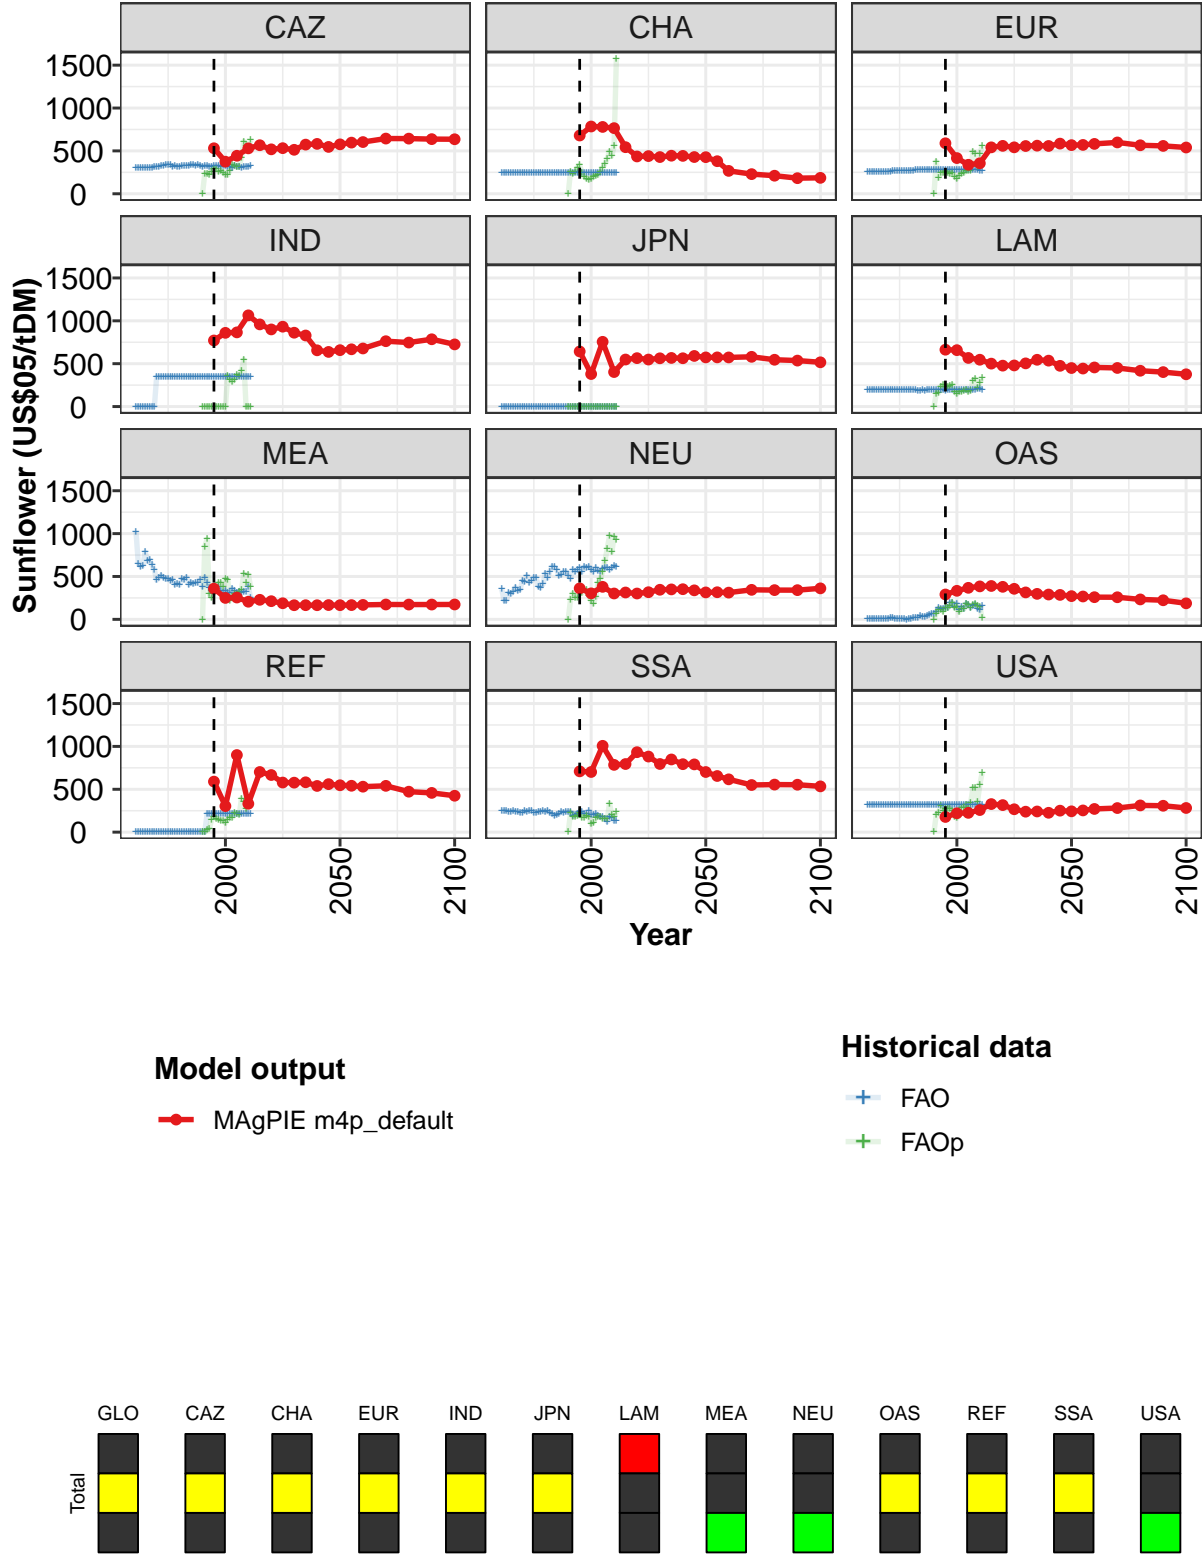 CAZ CHA EUR
1500
1000
500
0
IND JPN LAM
1500
1000
500
0
MEA NEU OAS
1500
1000
500
0
REF SSA USA
1500
1000
500
0
Sunflower (US$05/tDM)
2000 2050 2100 2000 2050 2100 2000 2050 2100
Year
Model output
MAgPIE m4p_default
Historical data
FAO
FAOp
GLO CAZ CHA EUR IND JPN LAM MEA NEU OAS REF SSA USA
Total